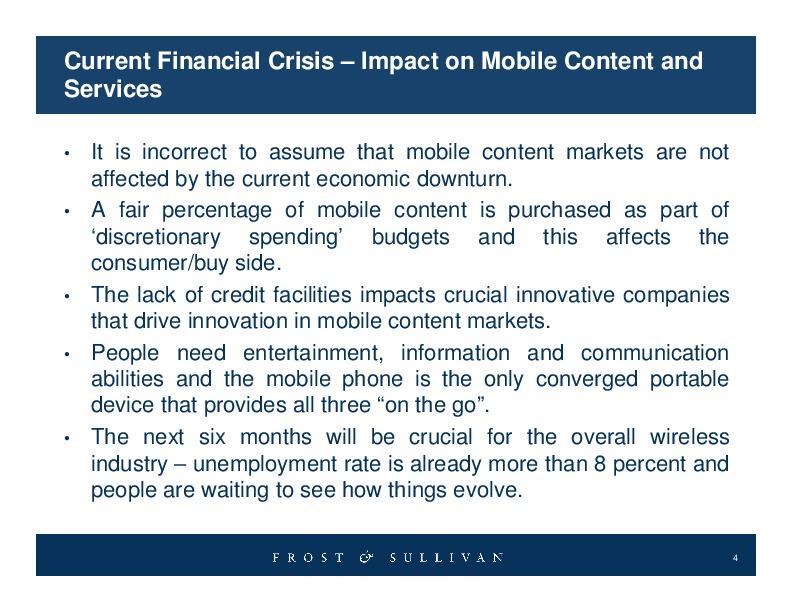 Current Financial Crisis – Impact on Mobile Content and
Services
• It is incorrect to assume that mobile content markets are not
affected by the current economic downturn.
• A fair percentage of mobile content is purchased as part of
‘discretionary spending’ budgets and this affects the
consumer/buy side.
• The lack of credit facilities impacts crucial innovative companies
that drive innovation in mobile content markets.
• People need entertainment, information and communication
abilities and the mobile phone is the only converged portable
device that provides all three “on the go”.
• The next six months will be crucial for the overall wireless
industry – unemployment rate is already more than 8 percent and
people are waiting to see how things evolve.
FROST & SULLIVAN
4